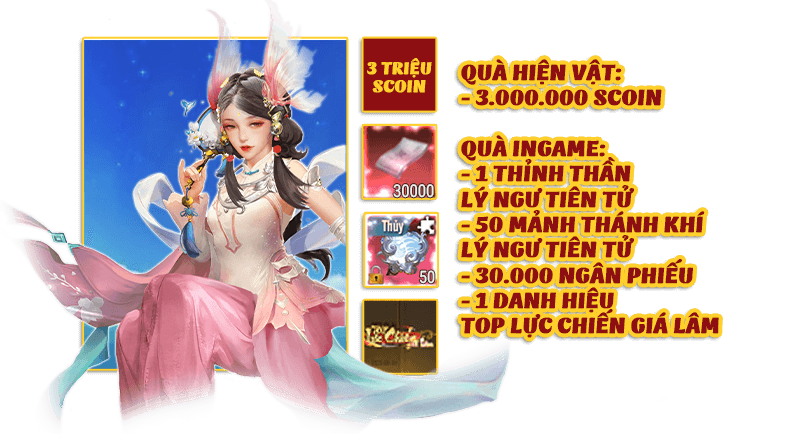 3 TRIỆU
SCOIN
30000
Thủy
50
QUÀ HIỆN VẬT:
- 3.000.000 SCOIN
QUÀ INGAME:
- 1 THỈNH THẦN
LÝ NGƯ TIÊN TỬ
- 50 MẢNH THÁNH KHÍ
LÝ NGƯ TIÊN TỬ
- 30.000 NGÂN PHIẾU
- 1 DANH HIỆU
TOP LỰC CHIẾN GIÁ LÂM